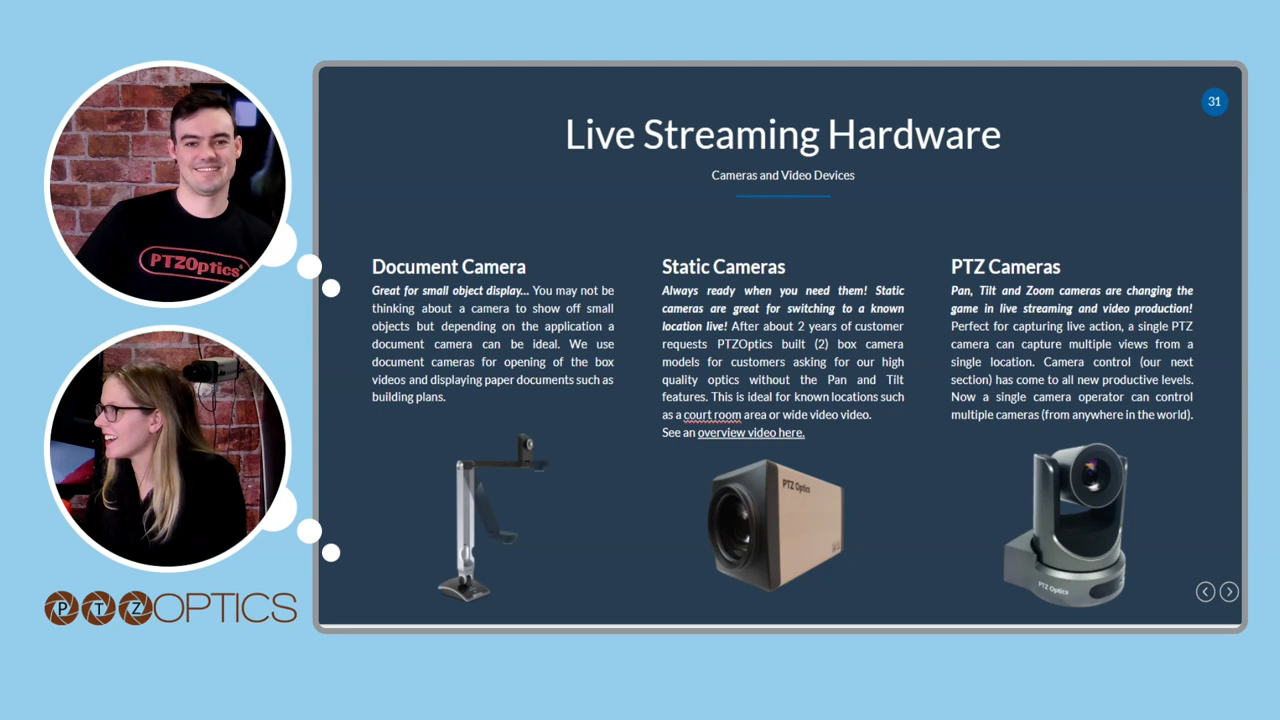 PTZOptics
PTZOPTICS
31
Live Streaming Hardware
Cameras and Video Devices
Document Camera
Great for small object display... You may not be
thinking about a camera to show off small
objects but depending on the application a
document camera can be ideal. We use
document cameras for opening of the box
videos and displaying paper documents such as
building plans.
Static Cameras
Always ready when you need them! Static
cameras are great for switching to a known
location live! After about 2 years of customer
requests PTZOptics built (2) box camera
models for customers asking for our high
quality optics without the Pan and Tilt
features. This is ideal for known locations such
as a court room area or wide video video.
See an overview video here.
PTZ Cameras
Pan, Tilt and Zoom cameras are changing the
game in live streaming and video production!
Perfect for capturing live action, a single PTZ
camera can capture multiple views from a
single location. Camera control (our next
section) has come to all new productive levels.
Now a single camera operator can control
multiple cameras (from anywhere in the world).
PTZ Optics
PTZ Optics